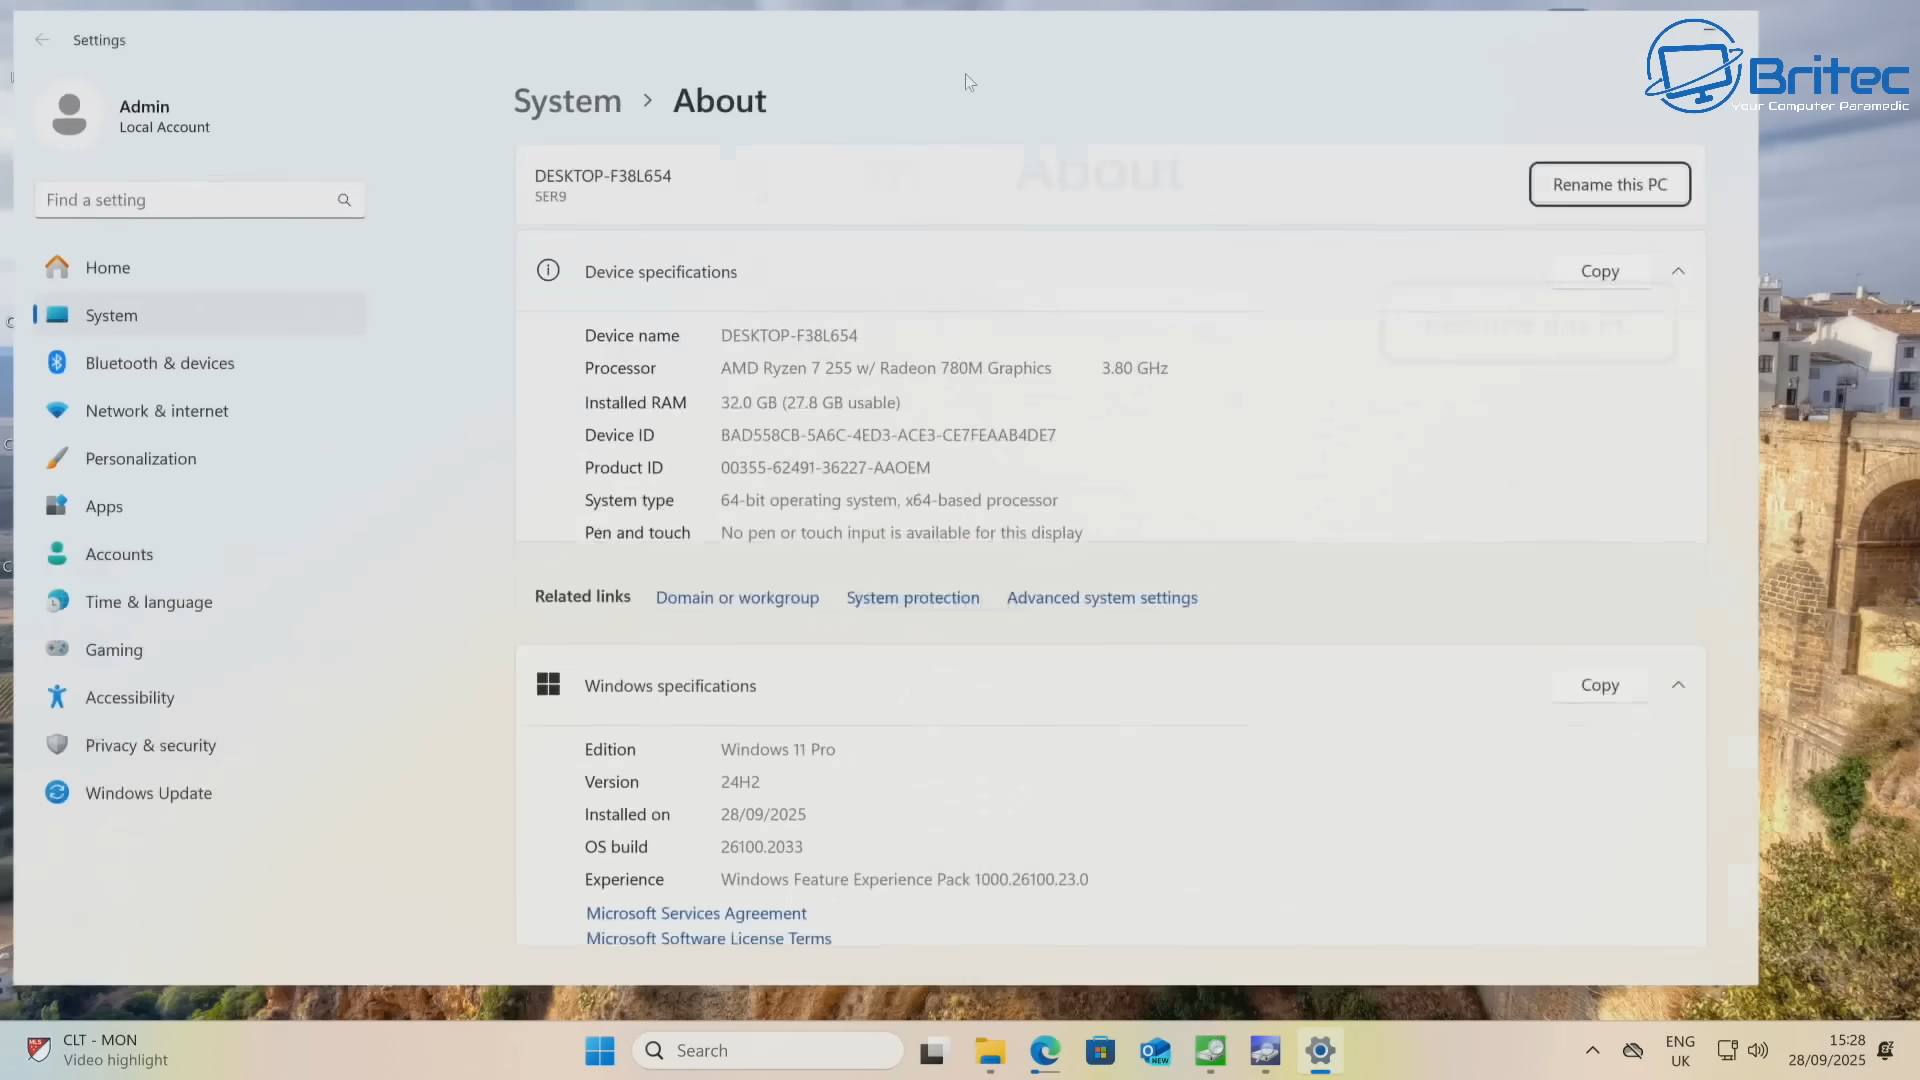 Settings
Admin
Local Account
Find a setting
Home
System
Bluetooth & devices
Network & internet
Personalization
Apps
Accounts
Time & language
Gaming
Accessibility
Privacy & security
Windows Update
System > About
About
DESKTOP-F38L654
SER9
Rename this PC
Device specifications
Copy
Device name DESKTOP-F38L654
Processor AMD Ryzen 7 255 w/ Radeon 780M Graphics 3.80 GHz
Installed RAM 32.0 GB (27.8 GB usable)
Device ID BAD558CB-5A6C-4ED3-ACE3-CE7FEAAB4DE7
Product ID 00355-62491-36227-AAOEM
System type 64-bit operating system, x64-based processor
Pen and touch No pen or touch input is available for this display
Related links Domain or workgroup System protection Advanced system settings
Windows specifications
Copy
Edition Windows 11 Pro
Version 24H2
Installed on 28/09/2025
OS build 26100.2033
Experience Windows Feature Experience Pack 1000.26100.23.0
Microsoft Services Agreement
Microsoft Software License Terms
Britec
Your Computer Paramedic
CLT - MON
Video highlight
Search
NEW
ENG
UK
15:28
28/09/2025